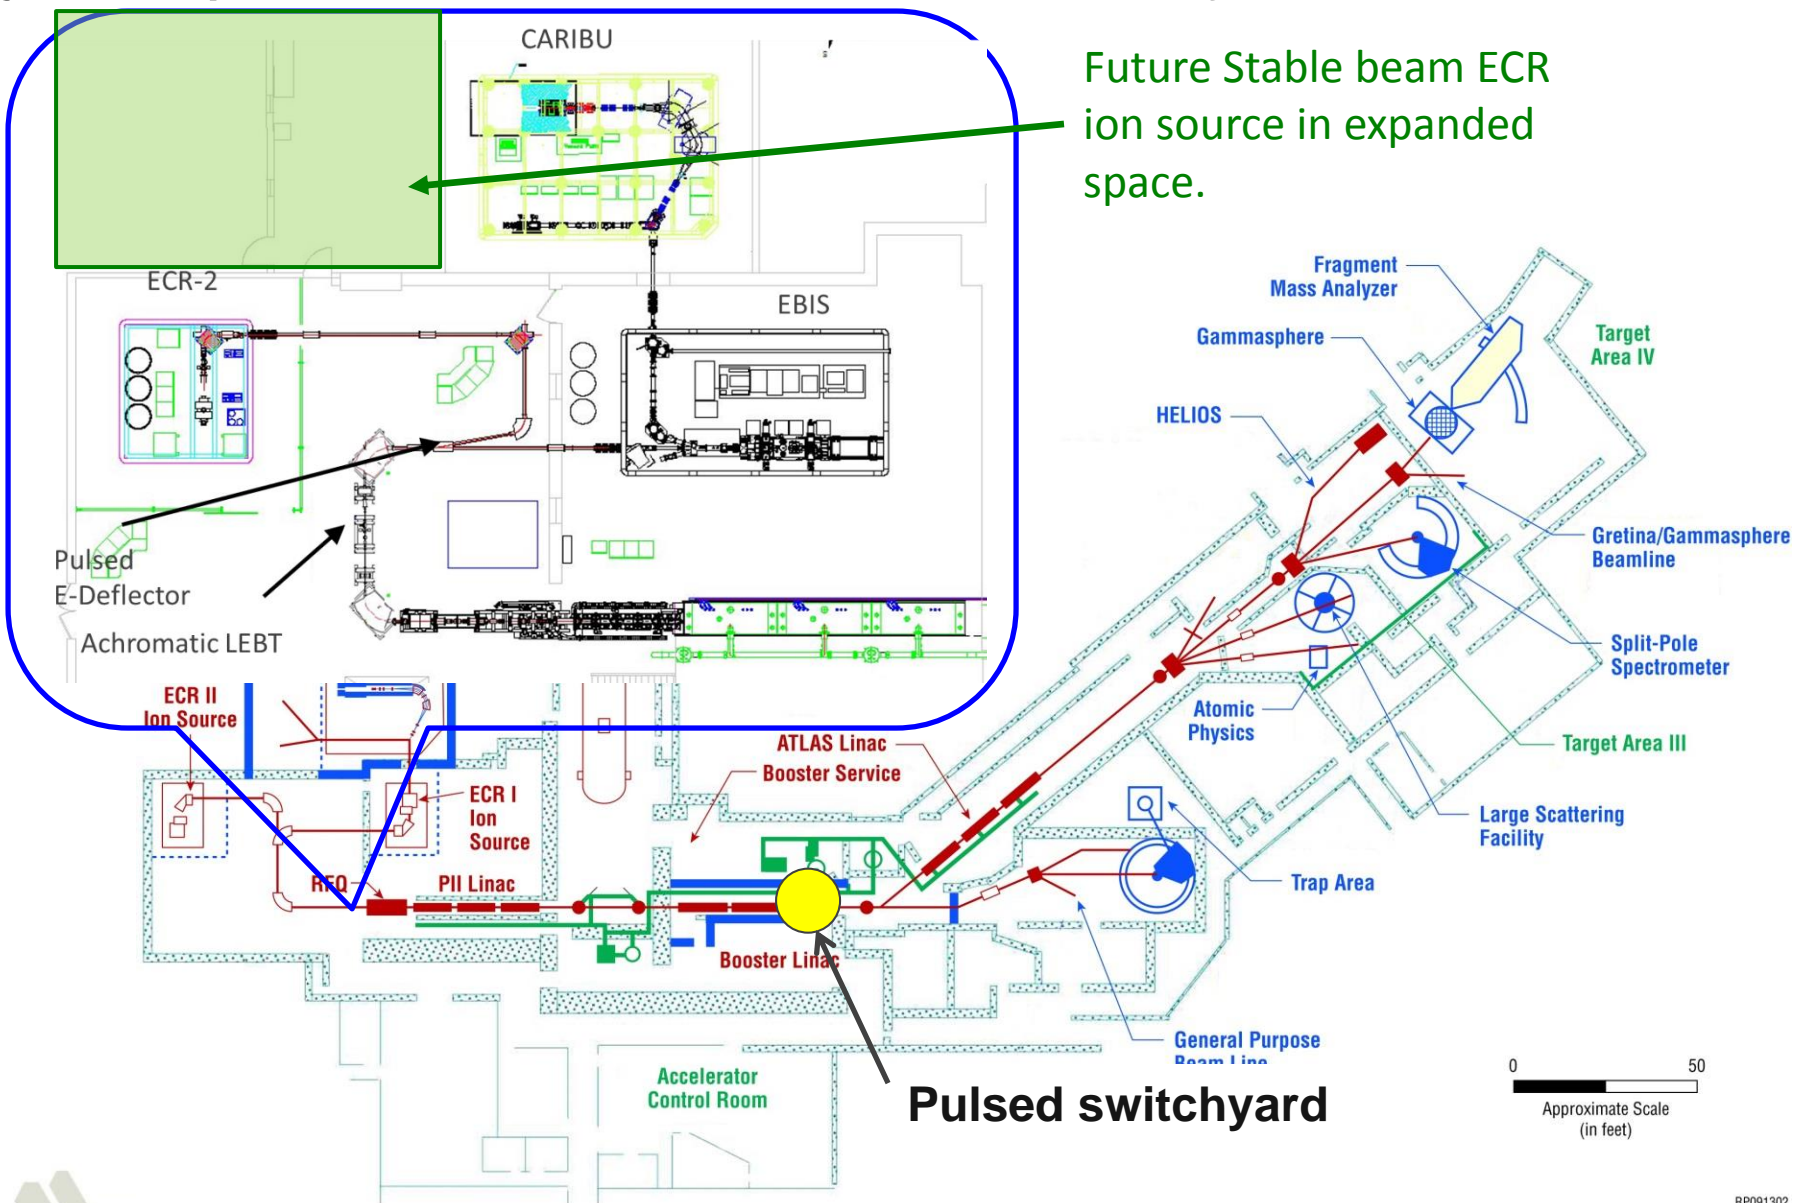 CARIBU
Future Stable beam ECR
ion source in expanded
space.
ECR-2
EBIS
Pulsed
E-Deflector
Achromatic LEBT
Fragment
Mass Analyzer
Gammasphere
HELIOS
Target
Area IV
Gretina/Gammasphere
Beamline
Split-Pole
Spectrometer
Atomic
Physics
Target Area III
Large Scattering
Facility
Trap Area
ECR II
Ion Source
ECR I
Ion
Source
RFQ
PII Linac
ATLAS Linac
Booster Service
Booster Linac
General Purpose
Beam Line
Accelerator
Control Room
Pulsed switchyard
0 50
Approximate Scale
(in feet)
RP091302